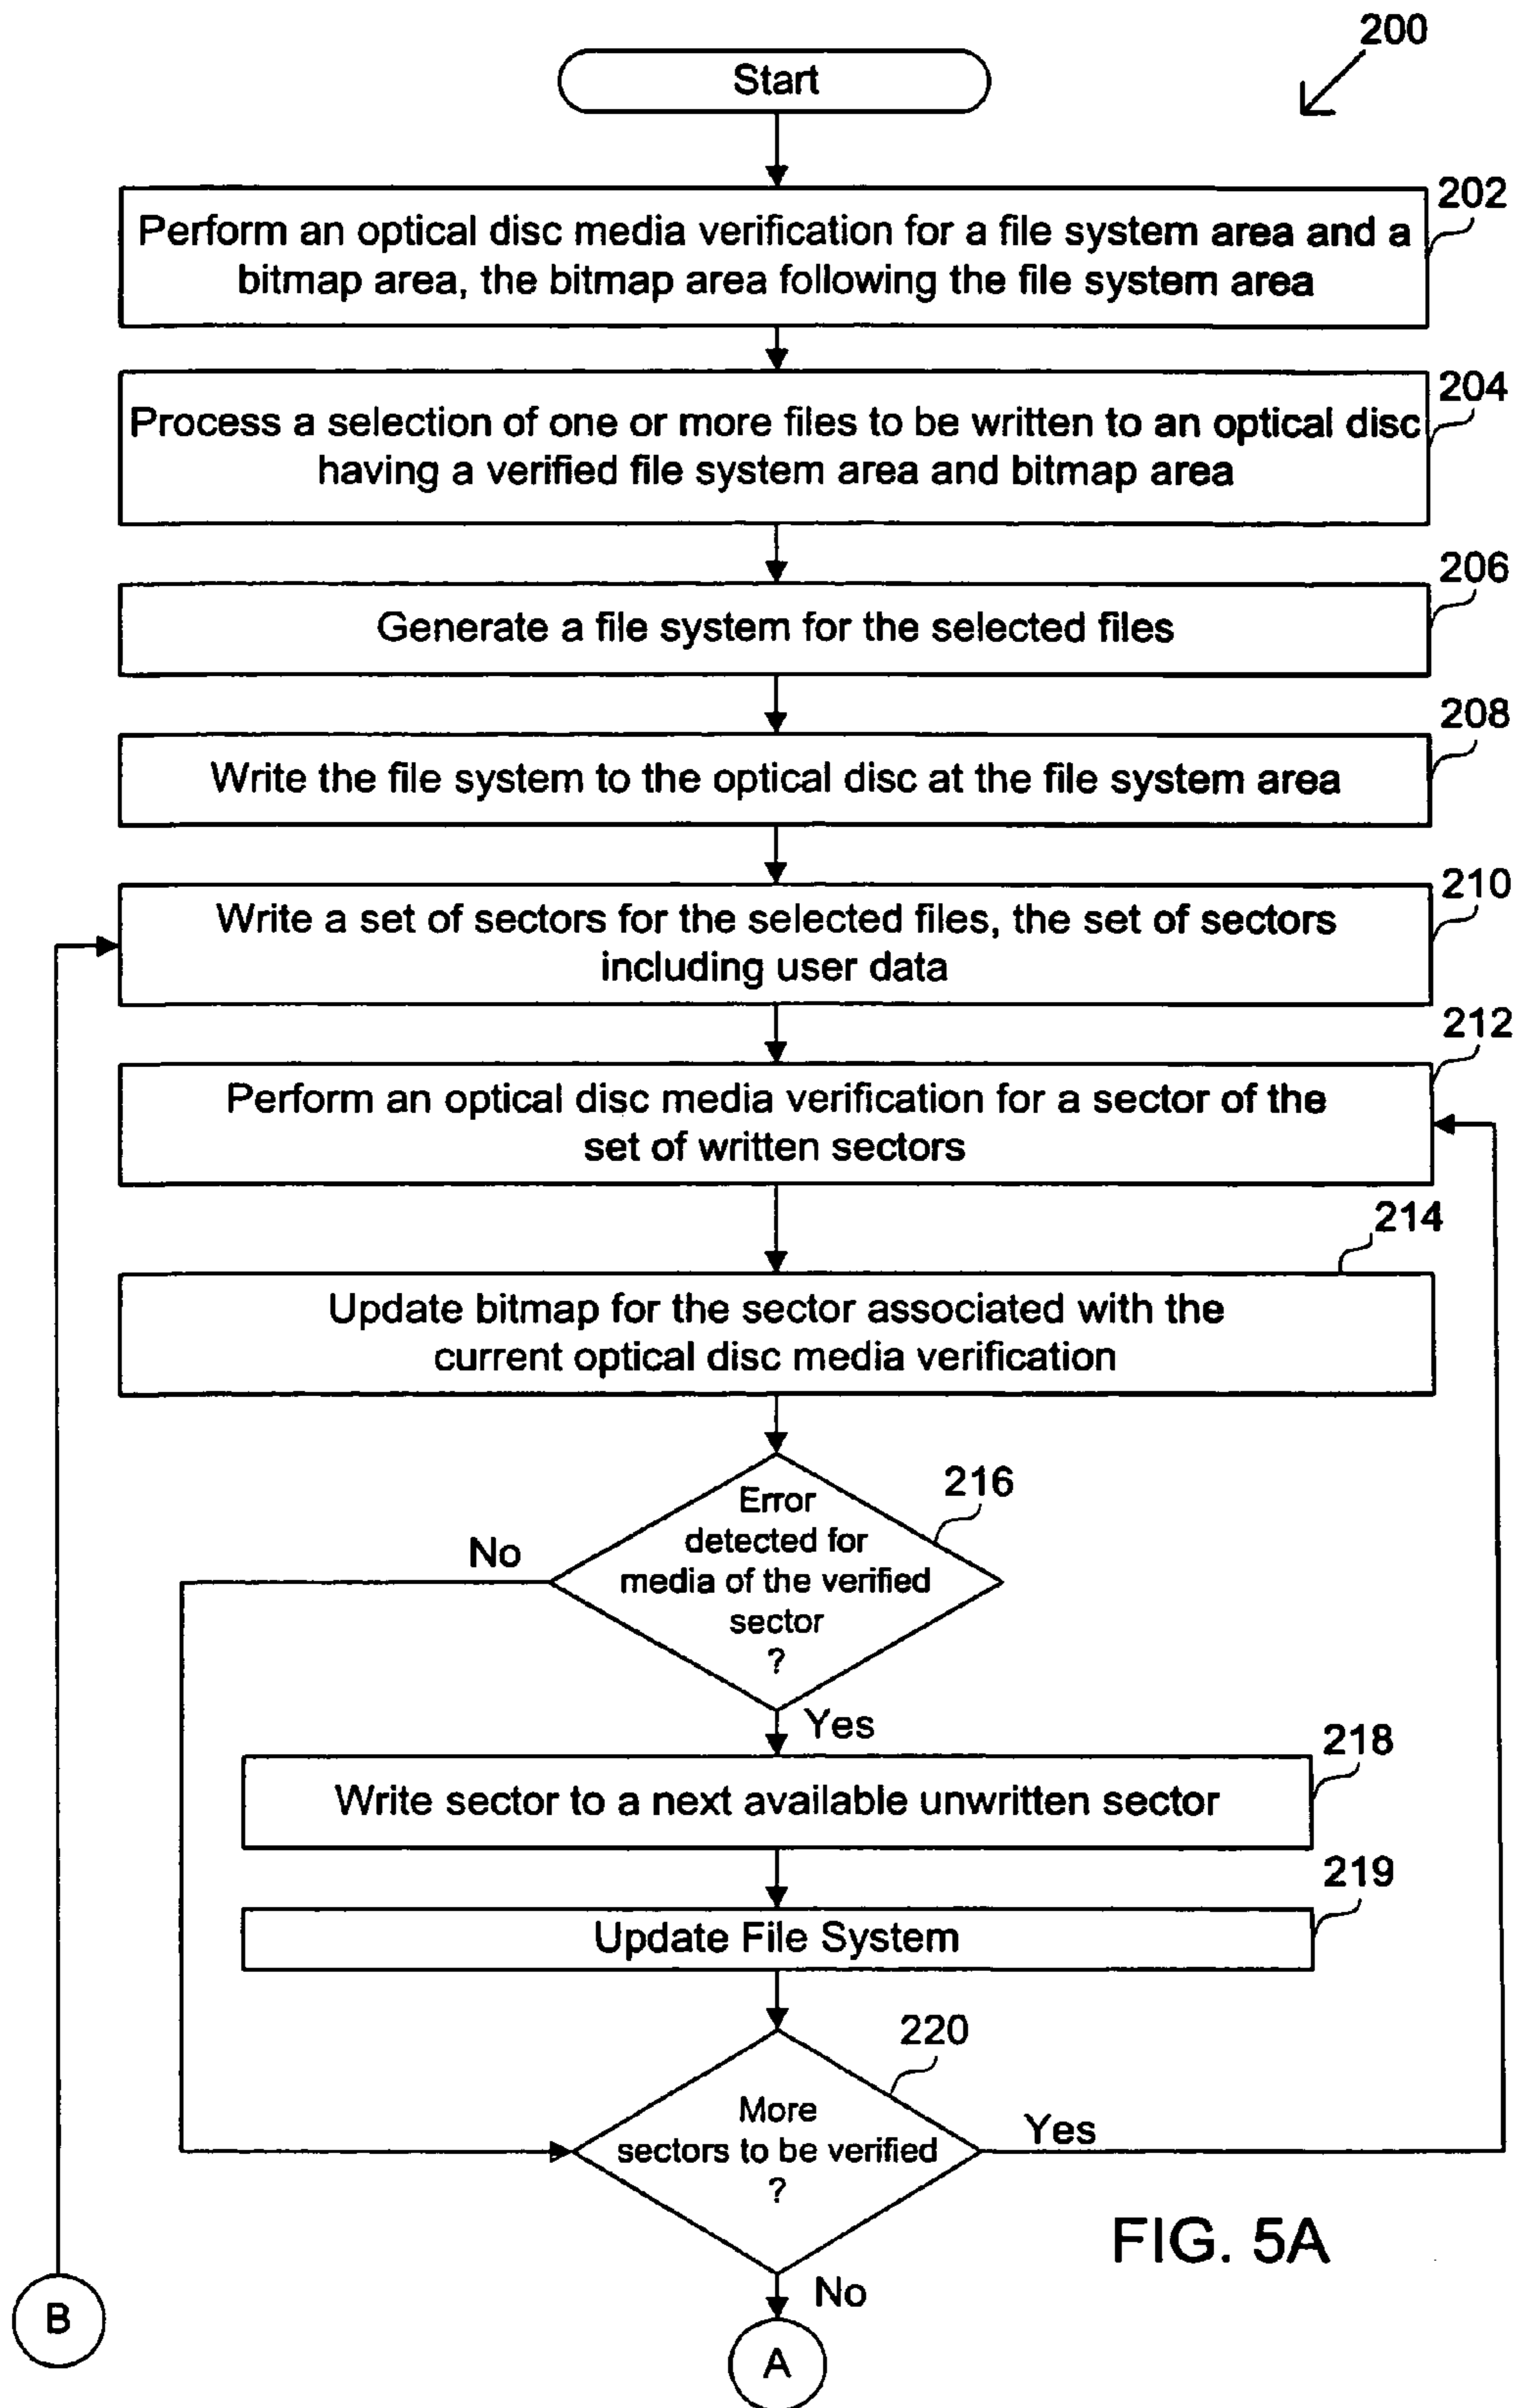 200
Start
202
Perform an optical disc media verification for a file system area and a
bitmap area, the bitmap area following the file system area
204
Process a selection of one or more files to be written to an optical disc
having a verified file system area and bitmap area
206
Generate a file system for the selected files
208
Write the file system to the optical disc at the file system area
210
Write a set of sectors for the selected files, the set of sectors
including user data
212
Perform an optical disc media verification for a sector of the
set of written sectors
214
Update bitmap for the sector associated with the
current optical disc media verification
216
Error
detected for
media of the verified
sector
?
No
Yes
218
Write sector to a next available unwritten sector
219
Update File System
220
More
sectors to be verified
?
Yes
FIG. 5A
No
B
A